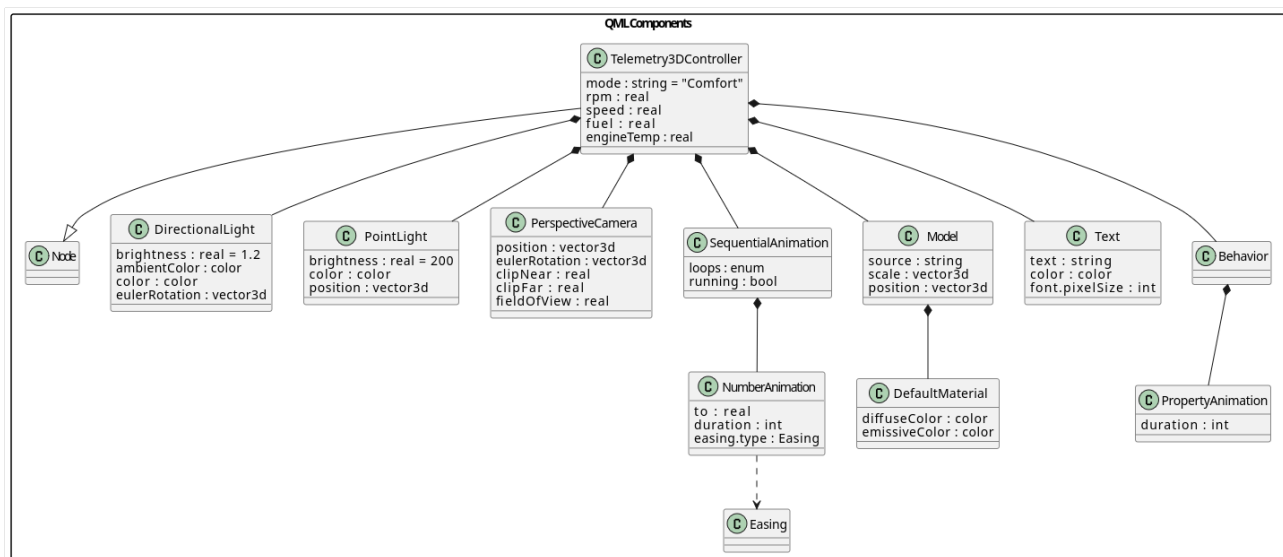 QML Components
C Telemetry3DController
mode : string = "Comfort"
rpm : real
speed : real
fuel : real
engineTemp : real
C Node
C DirectionalLight
brightness : real = 1.2
ambientColor : color
color : color
eulerRotation : vector3d
C PointLight
brightness : real = 200
color : color
position : vector3d
C PerspectiveCamera
position : vector3d
eulerRotation : vector3d
clipNear : real
clipFar : real
fieldOfView : real
C SequentialAnimation
loops : enum
running : bool
C Model
source : string
scale : vector3d
position : vector3d
C Text
text : string
color : color
font.pixelSize : int
C Behavior
C NumberAnimation
to : real
duration : int
easing.type : Easing
C DefaultMaterial
diffuseColor : color
emissiveColor : color
C PropertyAnimation
duration : int
C Easing